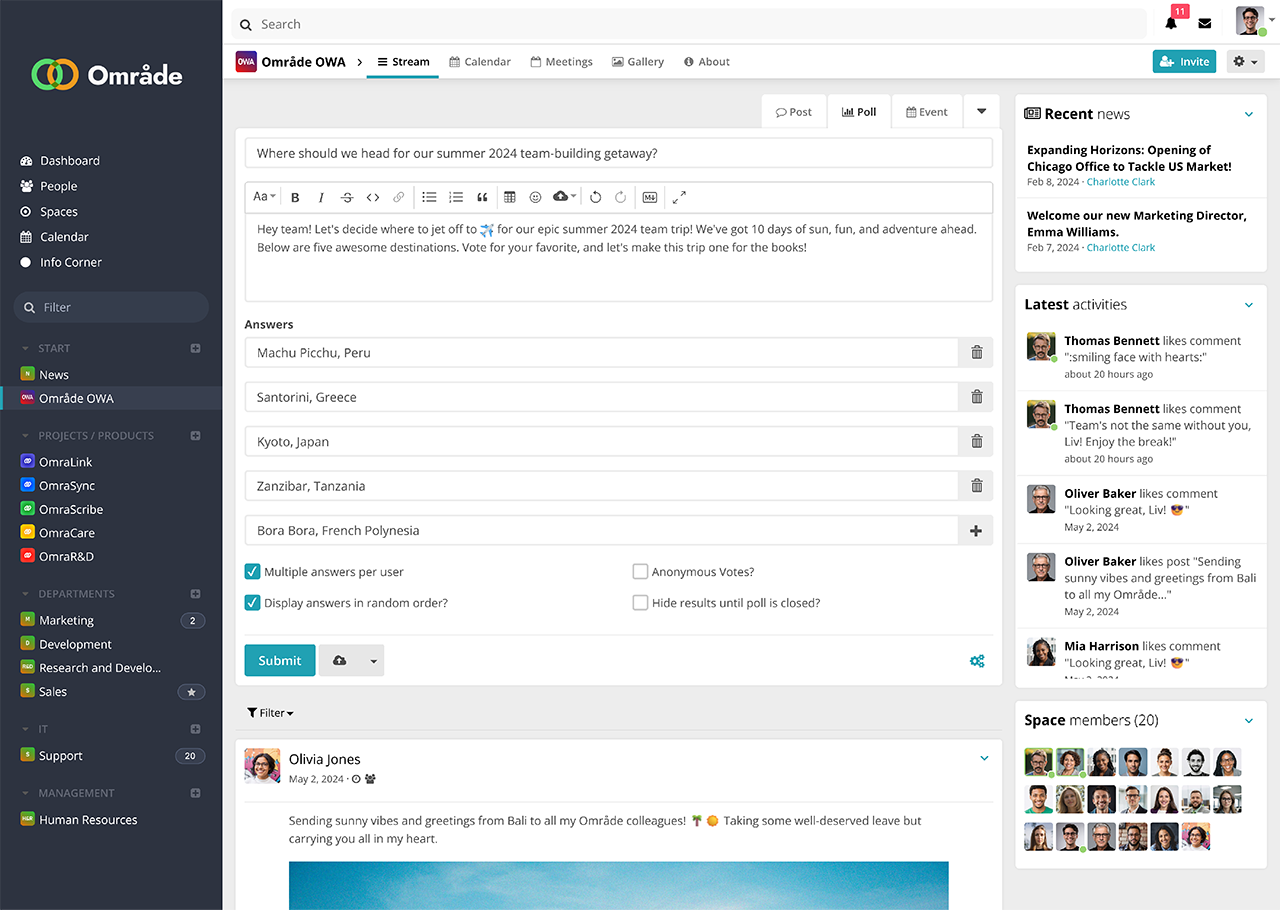 Område
Dashboard
People
Spaces
Calendar
Info Corner
Filter
START
N News
OWA Område OWA
PROJECTS / PRODUCTS
OmraLink
OmraSync
OmraScribe
OmraCare
OmraR&D
DEPARTMENTS
M Marketing 2
D Development
R&D Research and Develo...
S Sales
IT
S Support 20
MANAGEMENT
H&R Human Resources
Search
11
OWA Område OWA
Stream
Calendar
Meetings
Gallery
About
Invite
Post
Poll
Event
Where should we head for our summer 2024 team-building getaway?
Aa B I S <> M
Hey team! Let's decide where to jet off to ✈️ for our epic summer 2024 team trip! We've got 10 days of sun, fun, and adventure ahead.
Below are five awesome destinations. Vote for your favorite, and let's make this trip one for the books!
Answers
Machu Picchu, Peru
Santorini, Greece
Kyoto, Japan
Zanzibar, Tanzania
Bora Bora, French Polynesia
Multiple answers per user
Anonymous Votes?
Display answers in random order?
Hide results until poll is closed?
Submit
Filter
Olivia Jones
May 2, 2024 ·
Sending sunny vibes and greetings from Bali to all my Område colleagues! 🌴 🌞 Taking some well-deserved leave but
carrying you all in my heart.
Recent news
Expanding Horizons: Opening of
Chicago Office to Tackle US Market!
Feb 8, 2024 · Charlotte Clark
Welcome our new Marketing Director,
Emma Williams.
Feb 7, 2024 · Charlotte Clark
Latest activities
Thomas Bennett likes comment
":smiling face with hearts:"
about 20 hours ago
Thomas Bennett likes comment
"Team's not the same without you,
Liv! Enjoy the break!"
about 20 hours ago
Oliver Baker likes comment
"Looking great, Liv! 😎"
May 2, 2024
Oliver Baker likes post "Sending
sunny vibes and greetings from Bali
to all my Område..."
May 2, 2024
Mia Harrison likes comment
"Looking great, Liv! 😎"
May 2, 2024
Space members (20)